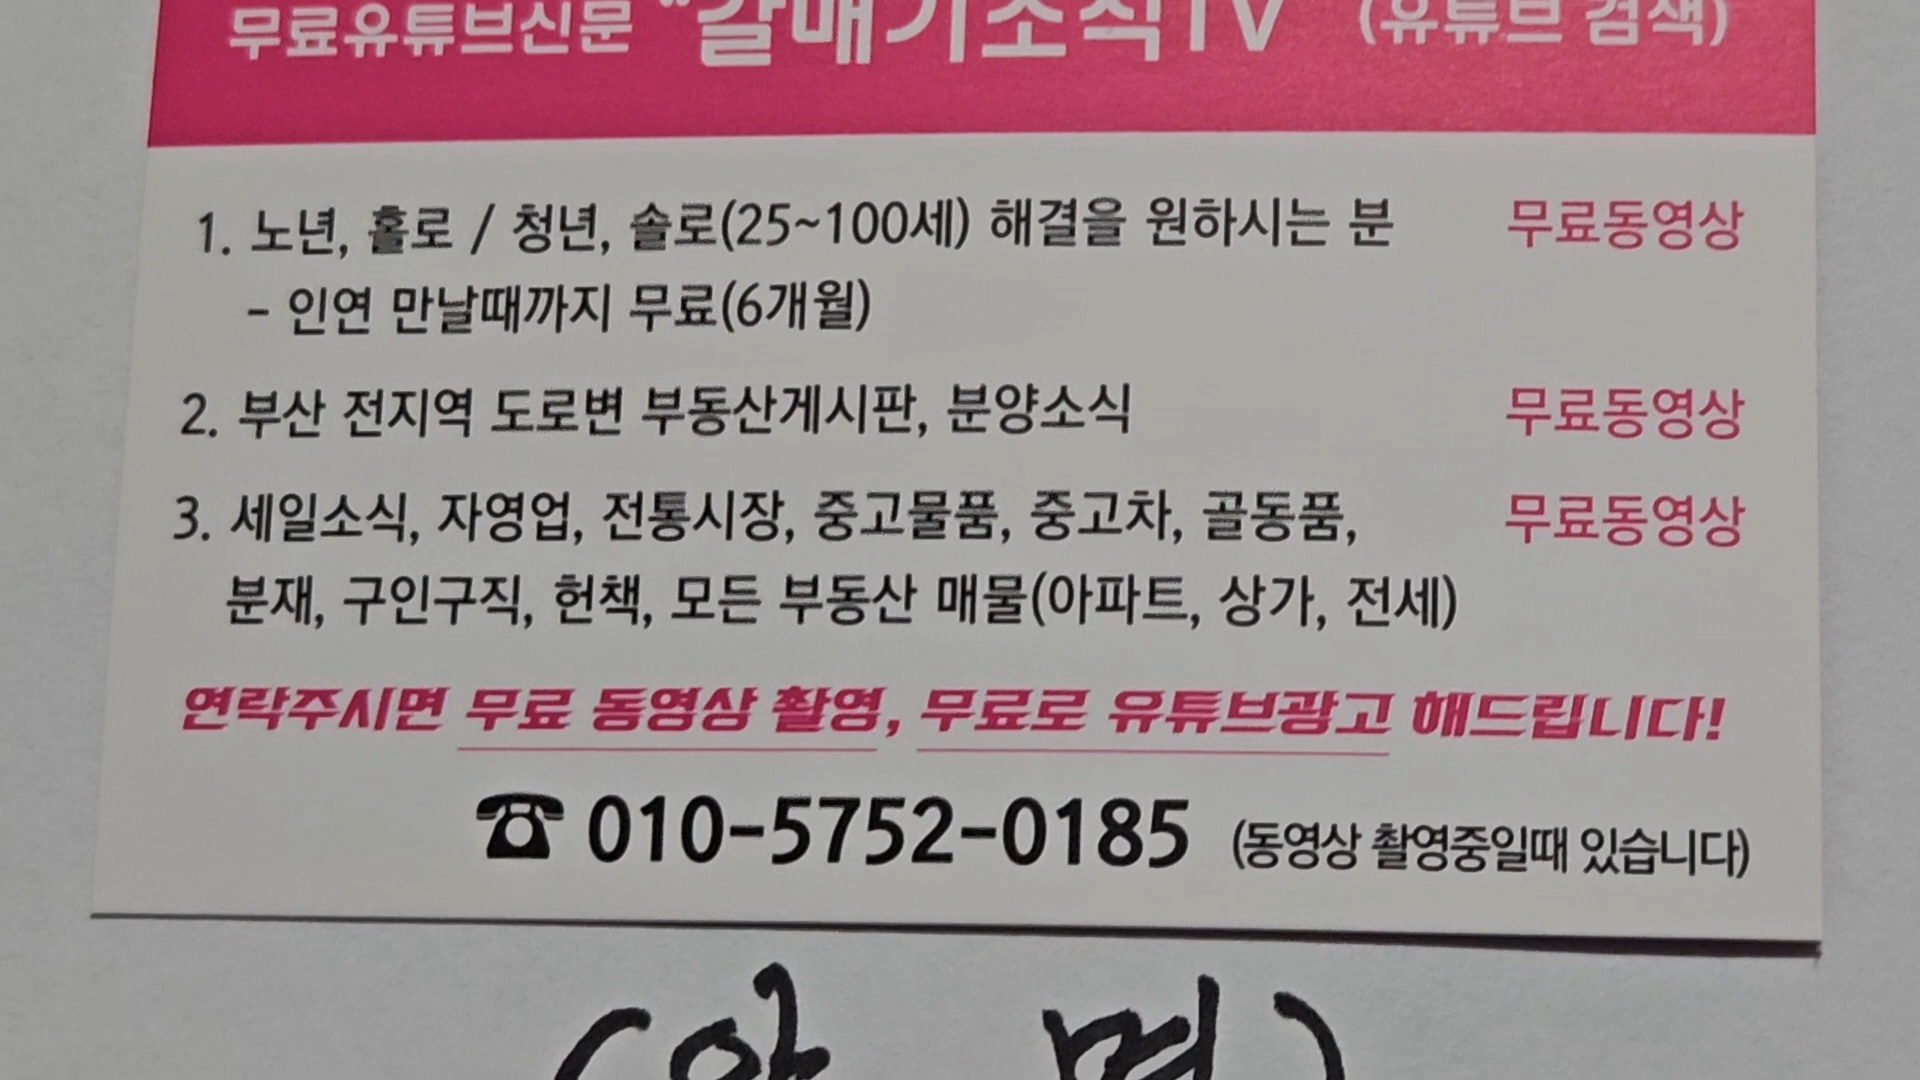 무료유튜브신문 "갈매기소식TV" (유튜브 검색)
1. 노년, 홀로 / 청년, 솔로(25~100세) 해결을 원하시는 분 무료동영상
- 인연 만날때까지 무료(6개월)
2. 부산 전지역 도로변 부동산게시판, 분양소식 무료동영상
3. 세일소식, 자영업, 전통시장, 중고물품, 중고차, 골동품, 무료동영상
분재, 구인구직, 헌책, 모든 부동산 매물(아파트, 상가, 전세)
연락주시면 무료 동영상 촬영, 무료로 유튜브광고 해드립니다!
☎ 010-5752-0185 (동영상 촬영중일때 있습니다)